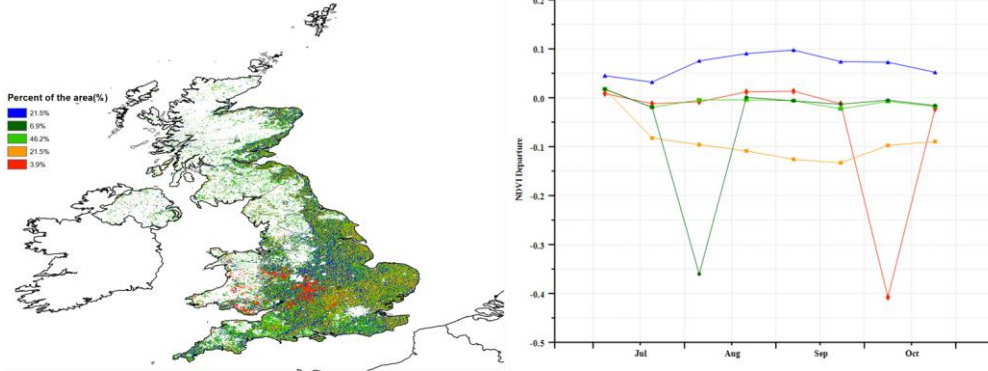 Percent of the area(%)
21.5%
6.9%
46.2%
21.5%
3.9%
0.2
0.1
0.0
-0.1
-0.2
-0.3
-0.4
-0.5
NDVI Departure
Jul
Aug
Sep
Oct